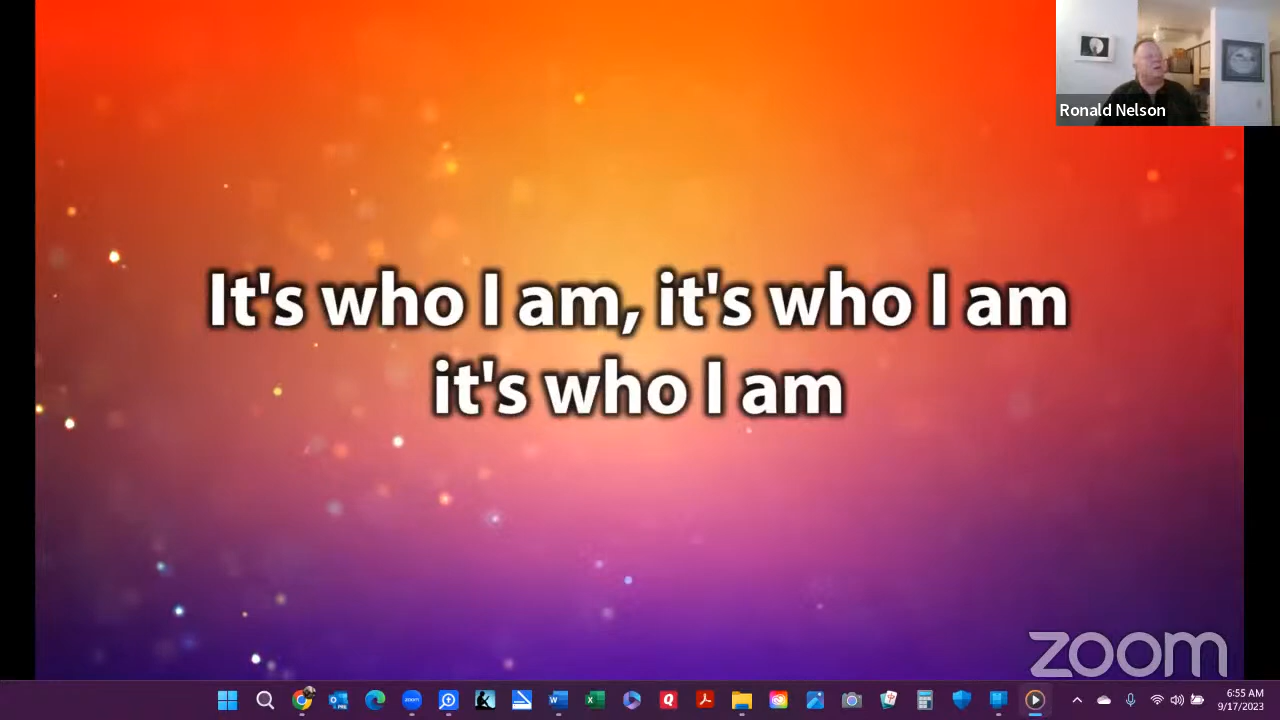 Ronald Nelson
It's who I am, it's who I am
it's who I am
zoom
6:55 AM
9/17/2023